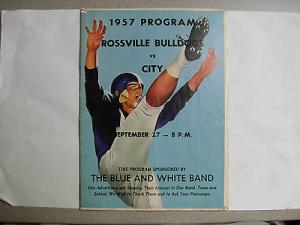 1957 PROGRAM
ROSSVILLE BULLDOGS
vs
CITY
SEPTEMBER 27 - 8 P.M.
THIS PROGRAM SPONSORED BY
THE BLUE AND WHITE BAND
Our Advertisers are Showing Their Interest in Our Band, Team and
School. We Wish to Thank Them and to Ask Your Patronage.